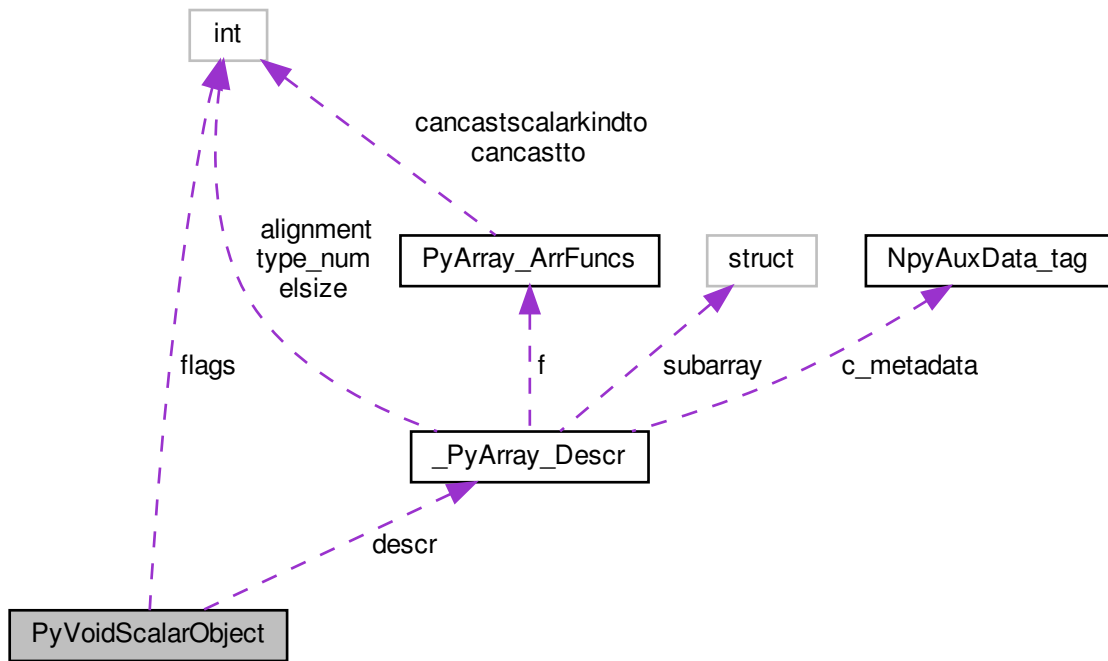 int
cancastscalarkindto
cancastto
alignment
type_num
elsize
PyArray_ArrFuncs
struct
NpyAuxData_tag
flags
f
subarray
c_metadata
_PyArray_Descr
descr
PyVoidScalarObject